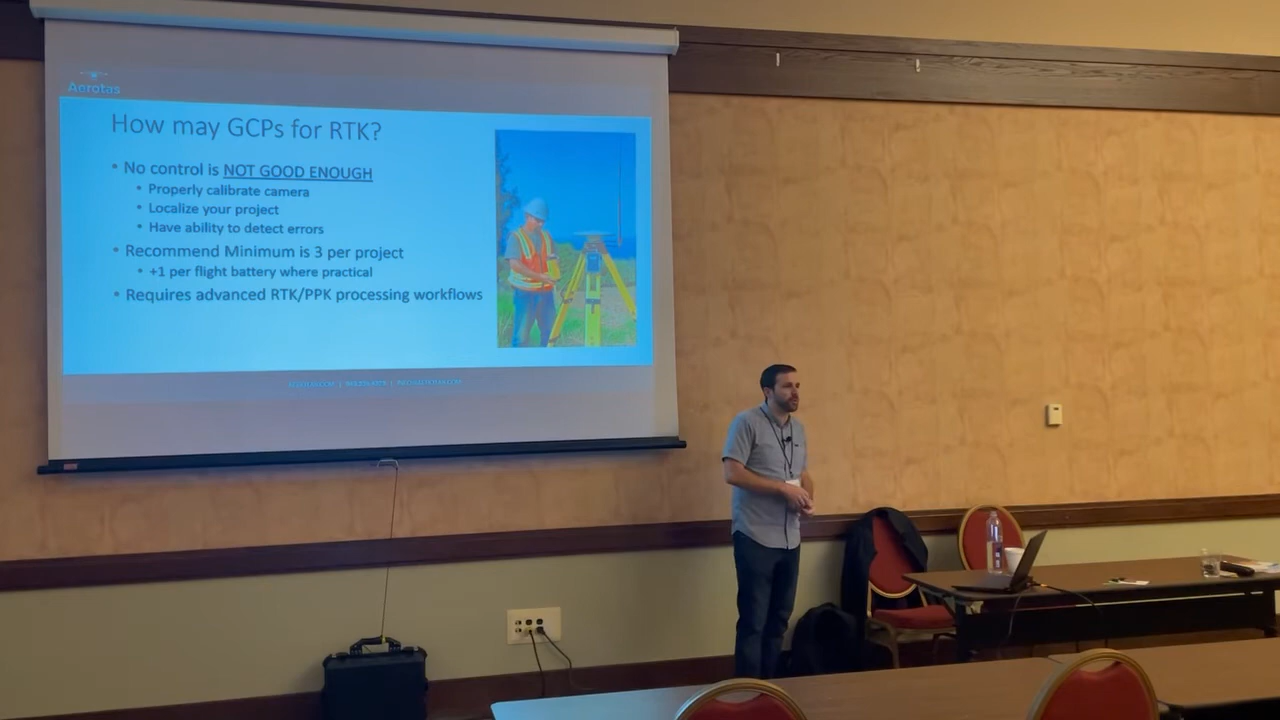 Aerotas
How may GCPs for RTK?
• No control is NOT GOOD ENOUGH
• Properly calibrate camera
• Localize your project
• Have ability to detect errors
• Recommend Minimum is 3 per project
• +1 per flight battery where practical
• Requires advanced RTK/PPK processing workflows